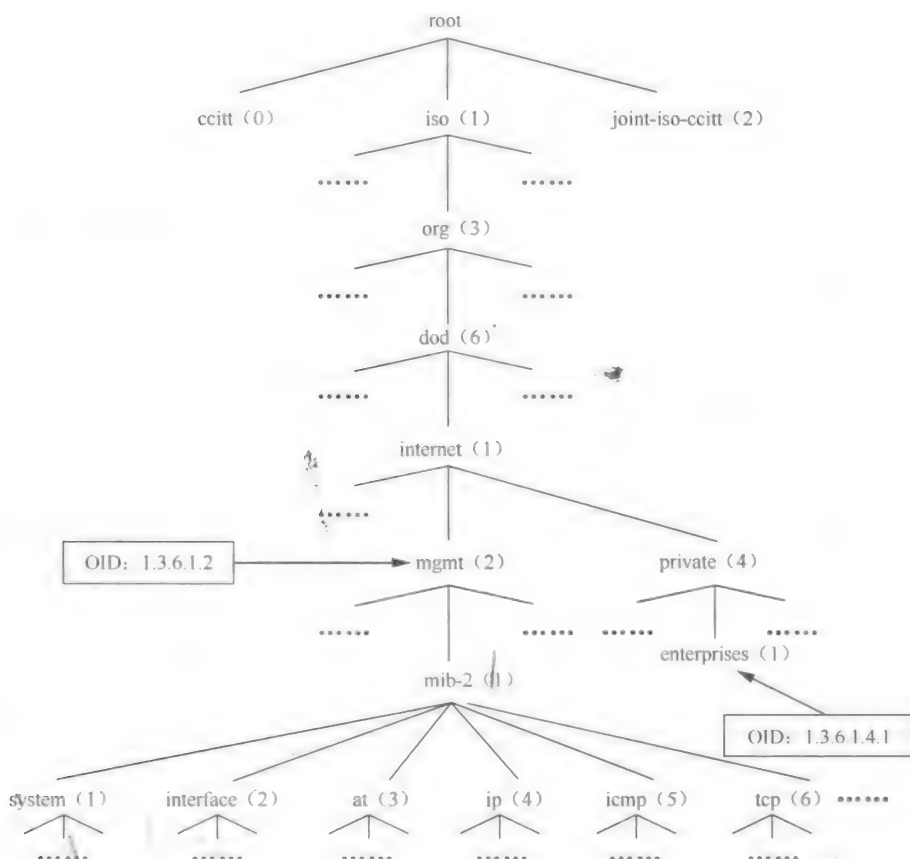 root
ccitt（0） iso（1） joint-iso-ccitt（2）
…… ……
org（3）
…… ……
dod（6）
…… ……
internet（1）
……
OID：1.3.6.1.2 mgmt（2） private（4）
…… …… …… ……
enterprises（1）
mib-2（1）
OID：1.3.6.1.4.1
system（1） interface（2） at（3） ip（4） icmp（5） tcp（6） ……
…… …… …… …… …… ……